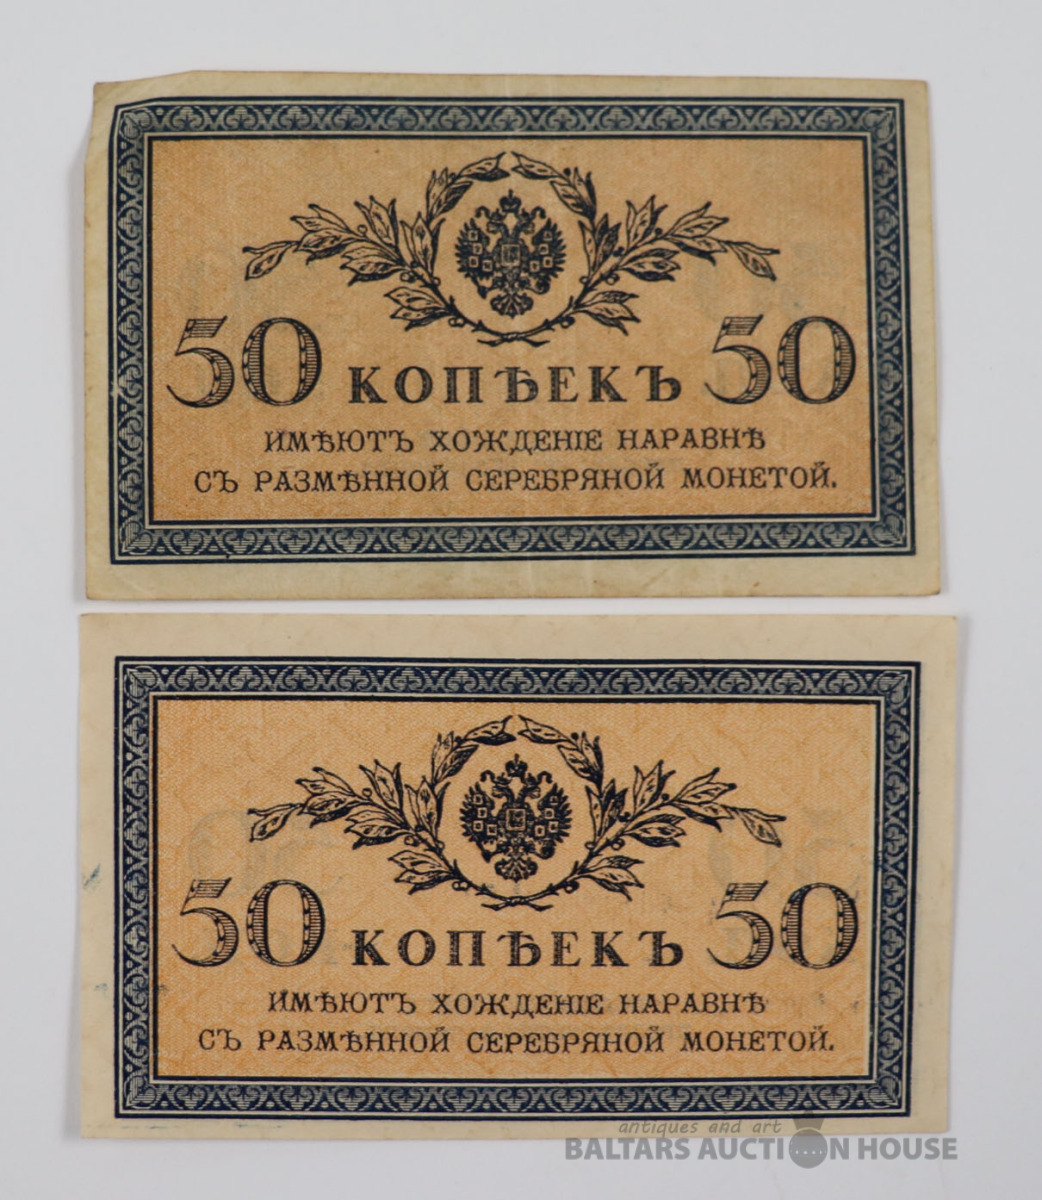 50 КОПѢЕКЪ 50
ИМѢЮТЪ ХОЖДЕНІЕ НАРАВНѢ
СЪ РАЗМѢННОЙ СЕРЕБРЯНОЙ МОНЕТОЙ.
50 КОПѢЕКЪ 50
ИМѢЮТЪ ХОЖДЕНІЕ НАРАВНѢ
СЪ РАЗМѢННОЙ СЕРЕБРЯНОЙ МОНЕТОЙ.
antiques and art
BALTARS AUCTION HOUSE